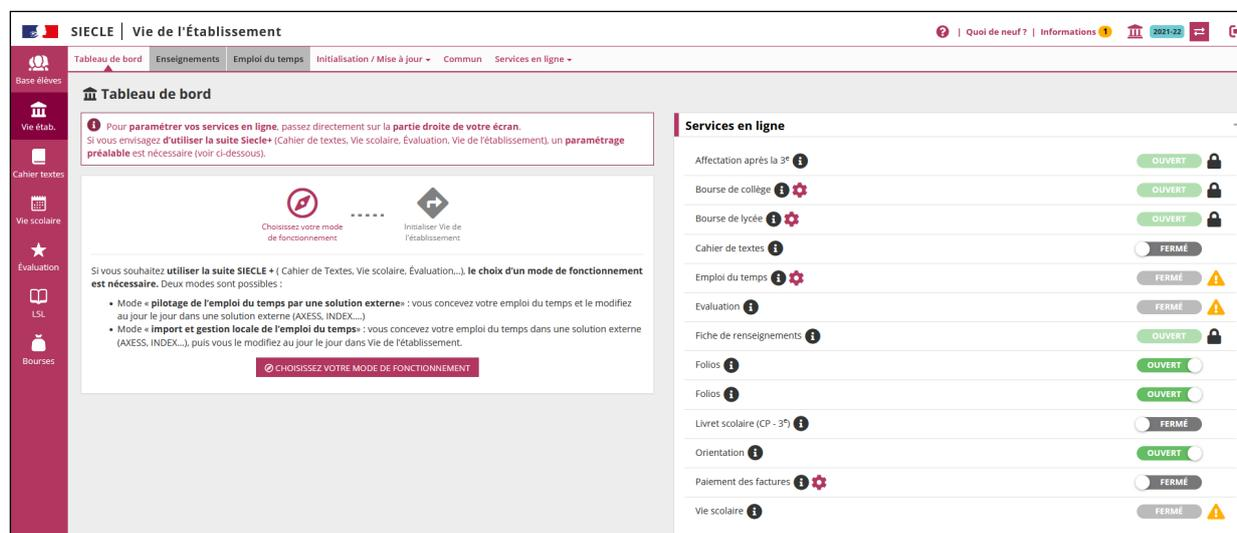 SIECLE | Vie de l'Établissement
? | Quoi de neuf ? | Informations 1 2021-22
Base élèves
Vie étab.
Cahier textes
Vie scolaire
Évaluation
LSL
Bourses
Tableau de bord Enseignements Emploi du temps Initialisation / Mise à jour Commun Services en ligne
Tableau de bord
Pour paramétrer vos services en ligne, passez directement sur la partie droite de votre écran.
Si vous envisagez d'utiliser la suite Siecle+ (Cahier de textes, Vie scolaire, Évaluation, Vie de l'établissement), un paramétrage
préalable est nécessaire (voir ci-dessous).
Choisissez votre mode
de fonctionnement
Initialiser Vie de
l'établissement
Si vous souhaitez utiliser la suite SIECLE + ( Cahier de Textes, Vie scolaire, Évaluation,..), le choix d'un mode de fonctionnement
est nécessaire. Deux modes sont possibles :
• Mode « pilotage de l'emploi du temps par une solution externe» : vous concevez votre emploi du temps et le modifiez
au jour le jour dans une solution externe (AXESS, INDEX....)
• Mode « import et gestion locale de l'emploi du temps» : vous concevez votre emploi du temps dans une solution externe
(AXESS, INDEX...), puis vous le modifiez au jour le jour dans Vie de l'établissement.
CHOISISSEZ VOTRE MODE DE FONCTIONNEMENT
Services en ligne
Affectation après la 3e OUVERT
Bourse de collège OUVERT
Bourse de lycée OUVERT
Cahier de textes FERMÉ
Emploi du temps FERMÉ
Evaluation FERMÉ
Fiche de renseignements OUVERT
Folios OUVERT
Folios OUVERT
Livret scolaire (CP - 3e) FERMÉ
Orientation OUVERT
Paiement des factures FERMÉ
Vie scolaire FERMÉ